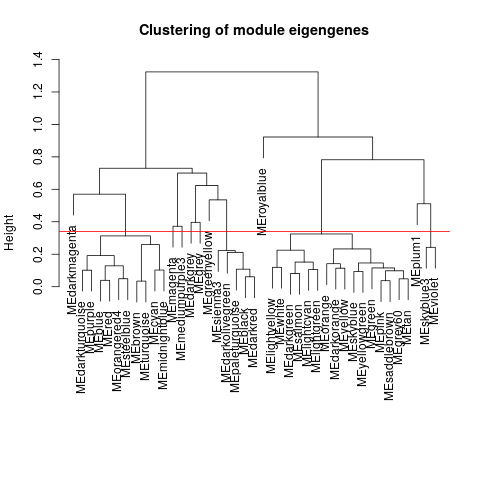 Clustering of module eigengenes
Height
1.4
1.2
1.0
0.8
0.6
0.4
0.2
0.0
MEdarkmagenta
MEdarkturquoise
MEpurple
MEblue
MEred
MEorangered4
MEsteelblue
MEbrown
MEturquoise
MEcyan
MEmidnightblue
MEmagenta
MEmediumpurple3
MEdarkgrey
MEgrey
MEgreenyellow
MEsienna3
MEdarkolivegreen
MEpaleturquoise
MEblack
MEdarkred
MEroyalblue
MElightyellow
MEwhite
MEdarkgreen
MEsalmon
MElightcyan
MElightgreen
MEorange
MEdarkorange
MEyellow
MEskyblue
MEyellowgreen
MEgreen
MEpink
MEsaddlebrown
MEgrey60
MEtan
MEplum1
MEskyblue3
MEviolet